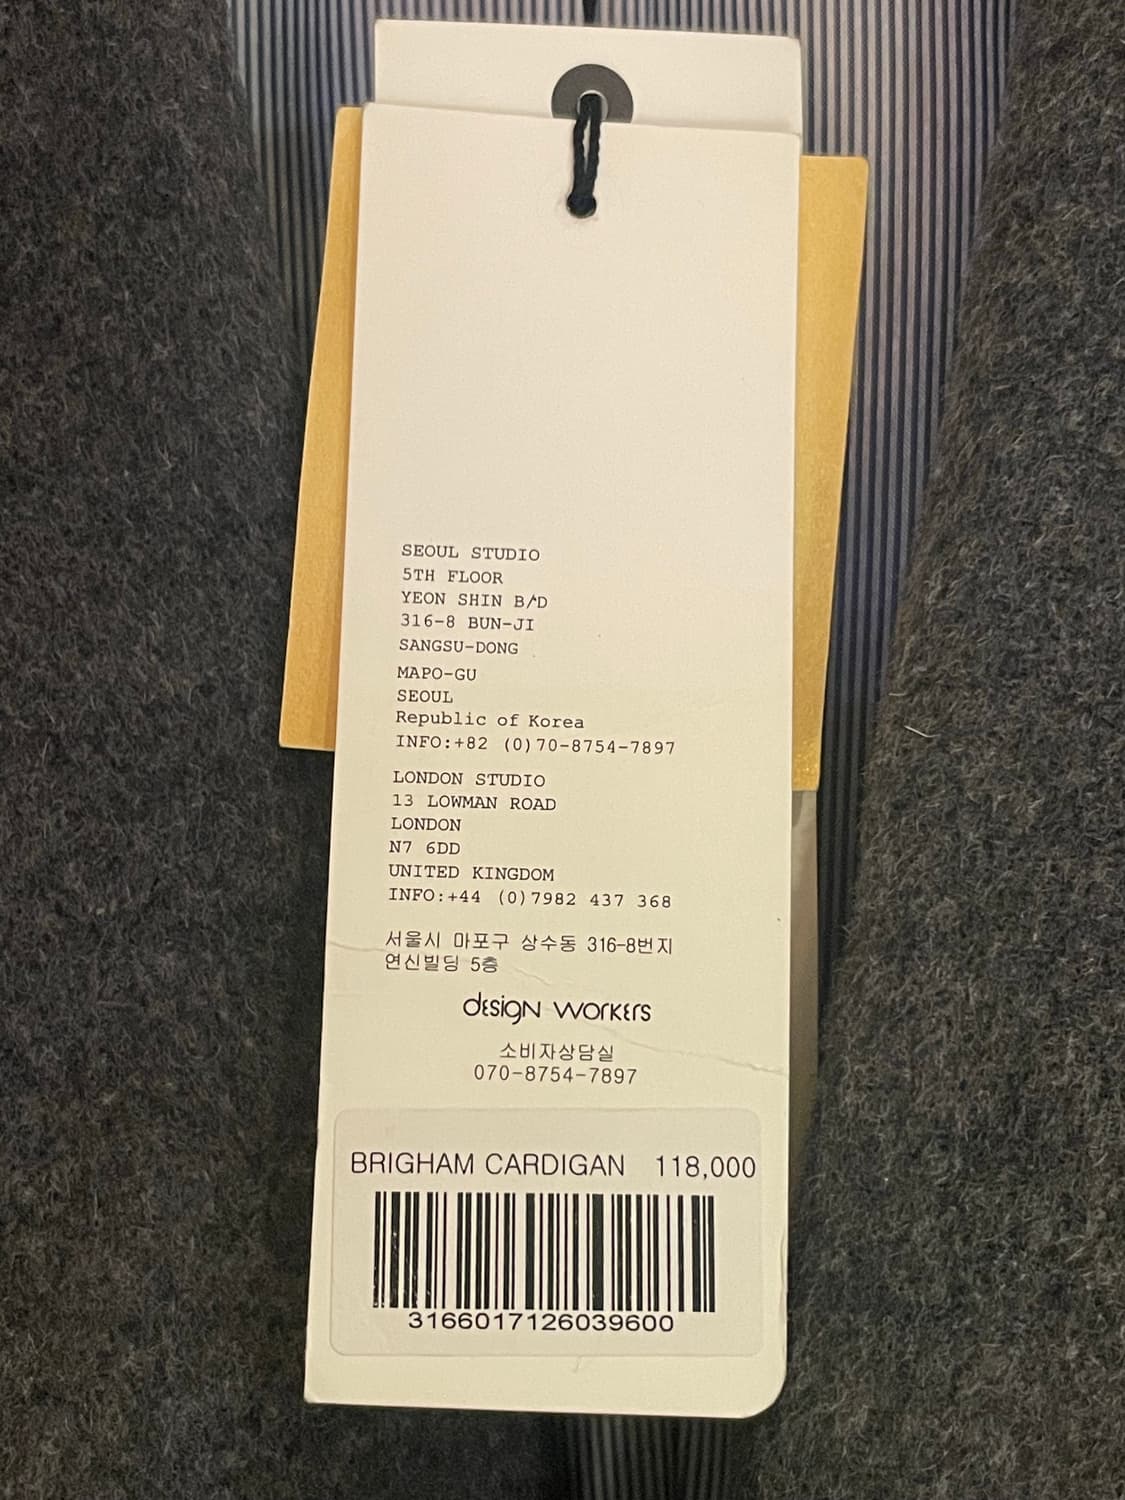 SEOUL STUDIO
5TH FLOOR
YEON SHIN B/D
316-8 BUN-JI
SANGSU-DONG
MAPO-GU
SEOUL
Republic of Korea
INFO:+82 (0)70-8754-7897
LONDON STUDIO
13 LOWMAN ROAD
LONDON
N7 6DD
UNITED KINGDOM
INFO:+44 (0)7982 437 368
서울시 마포구 상수동 316-8번지
연신빌딩 5층
design workers
소비자상담실
070-8754-7897
BRIGHAM CARDIGAN 118,000
3166017126039600